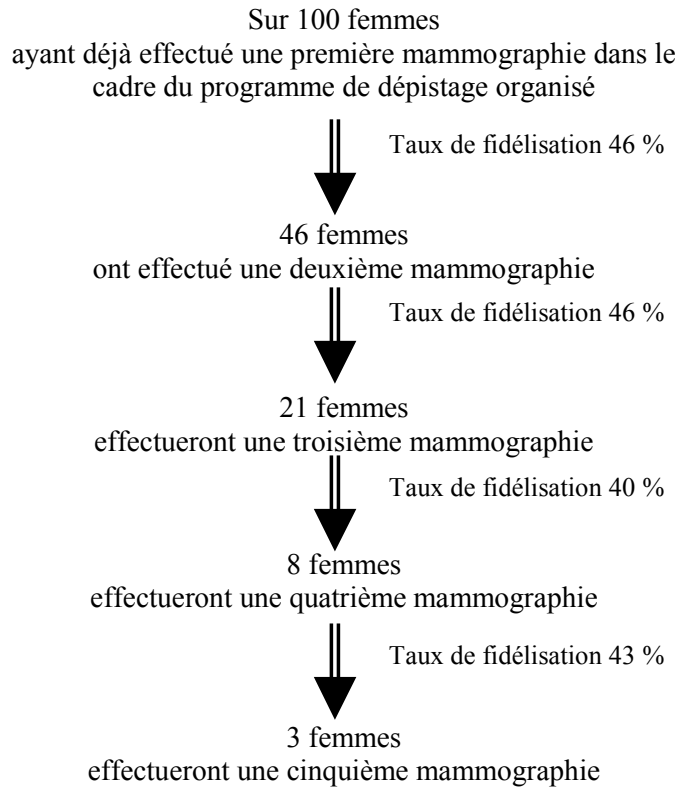 Sur 100 femmes
ayant déjà effectué une première mammographie dans le
cadre du programme de dépistage organisé
Taux de fidélisation 46 %
46 femmes
ont effectué une deuxième mammographie
Taux de fidélisation 46 %
21 femmes
effectueront une troisième mammographie
Taux de fidélisation 40 %
8 femmes
effectueront une quatrième mammographie
Taux de fidélisation 43 %
3 femmes
effectueront une cinquième mammographie